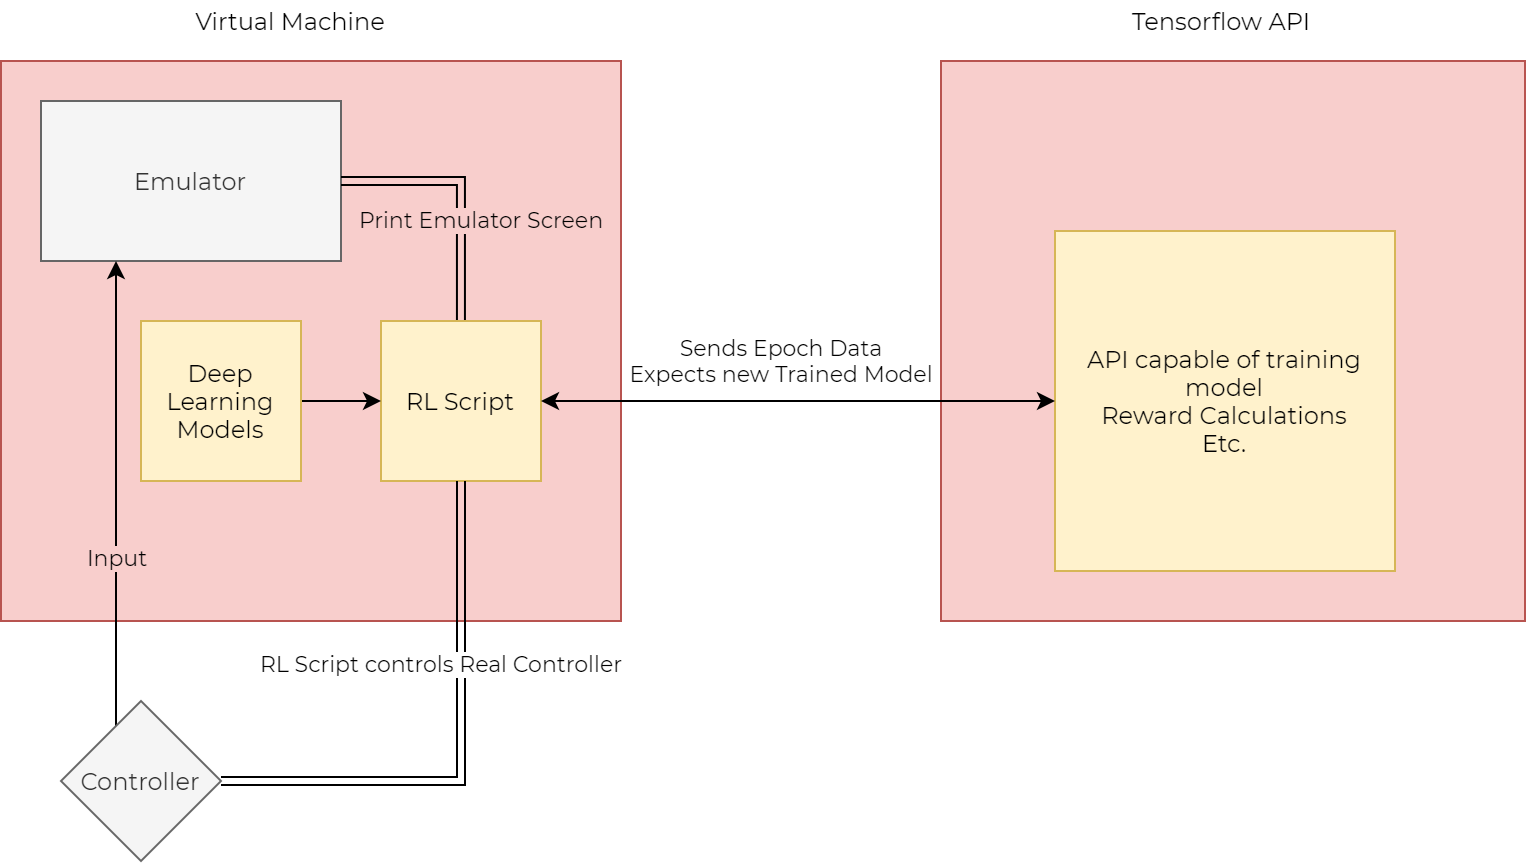 Virtual Machine
Tensorflow API
Emulator
Print Emulator Screen
Deep
Learning
Models
RL Script
Sends Epoch Data
Expects new Trained Model
API capable of training
model
Reward Calculations
Etc.
Input
RL Script controls Real Controller
Controller